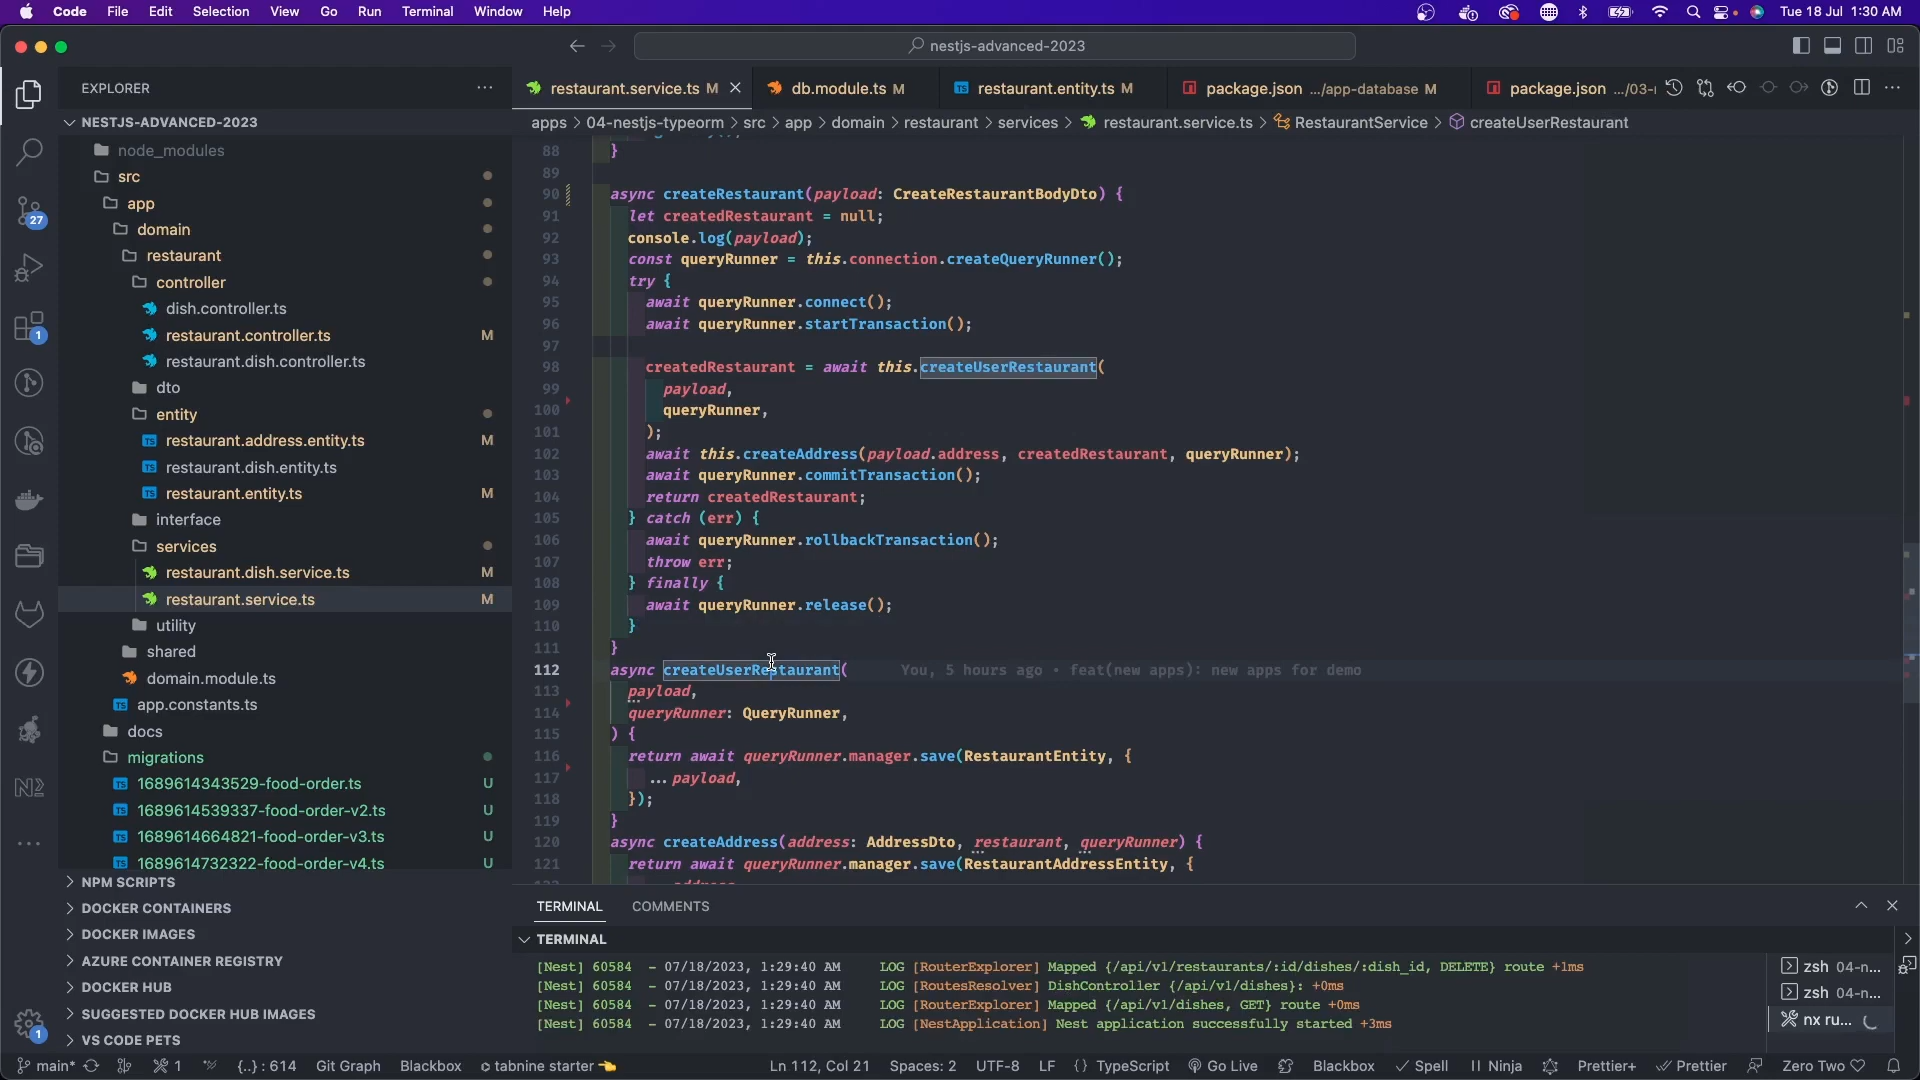 Code File Edit Selection View Go Run Terminal Window Help Tue 18 Jul 1:30 AM
nestjs-advanced-2023
EXPLORER
restaurant.service.ts M
db.module.ts M
restaurant.entity.ts M
package.json .../app-database M
package.json .../03-
NESTJS-ADVANCED-2023
apps > 04-nestjs-typeorm > src > app > domain > restaurant > services > restaurant.service.ts > RestaurantService > createUserRestaurant
node_modules
src
app
domain
restaurant
controller
dish.controller.ts
restaurant.controller.ts M
restaurant.dish.controller.ts
dto
entity
restaurant.address.entity.ts M
restaurant.dish.entity.ts
restaurant.entity.ts M
interface
services
restaurant.dish.service.ts M
restaurant.service.ts M
utility
shared
domain.module.ts
app.constants.ts
docs
migrations
1689614343529-food-order.ts U
1689614539337-food-order-v2.ts U
1689614664821-food-order-v3.ts U
1689614732322-food-order-v4.ts U
NPM SCRIPTS
DOCKER CONTAINERS
DOCKER IMAGES
AZURE CONTAINER REGISTRY
DOCKER HUB
SUGGESTED DOCKER HUB IMAGES
VS CODE PETS
27
1
1
88 }
89
90 async createRestaurant(payload: CreateRestaurantBodyDto) {
91 let createdRestaurant = null;
92 console.log(payload);
93 const queryRunner = this.connection.createQueryRunner();
94 try {
95 await queryRunner.connect();
96 await queryRunner.startTransaction();
97
98 createdRestaurant = await this.createUserRestaurant(
99 payload,
100 queryRunner,
101 );
102 await this.createAddress(payload.address, createdRestaurant, queryRunner);
103 await queryRunner.commitTransaction();
104 return createdRestaurant;
105 } catch (err) {
106 await queryRunner.rollbackTransaction();
107 throw err;
108 } finally {
109 await queryRunner.release();
110 }
111 }
112 async createUserRestaurant( You, 5 hours ago • feat(new apps): new apps for demo
113 payload,
114 queryRunner: QueryRunner,
115 ) {
116 return await queryRunner.manager.save(RestaurantEntity, {
117 ...payload,
118 });
119 }
120 async createAddress(address: AddressDto, restaurant, queryRunner) {
121 return await queryRunner.manager.save(RestaurantAddressEntity, {
TERMINAL COMMENTS
TERMINAL
[Nest] 60584 - 07/18/2023, 1:29:40 AM LOG [RouterExplorer] Mapped {/api/v1/restaurants/:id/dishes/:dish_id, DELETE} route +1ms
[Nest] 60584 - 07/18/2023, 1:29:40 AM LOG [RoutesResolver] DishController {/api/v1/dishes}: +0ms
[Nest] 60584 - 07/18/2023, 1:29:40 AM LOG [RouterExplorer] Mapped {/api/v1/dishes, GET} route +0ms
[Nest] 60584 - 07/18/2023, 1:29:40 AM LOG [NestApplication] Nest application successfully started +3ms
zsh 04-n...
zsh 04-n...
nx ru...
main* 1 {..} : 614 Git Graph Blackbox tabnine starter Ln 112, Col 21 Spaces: 2 UTF-8 LF {} TypeScript Go Live Blackbox Spell Ninja Prettier+ Prettier Zero Two